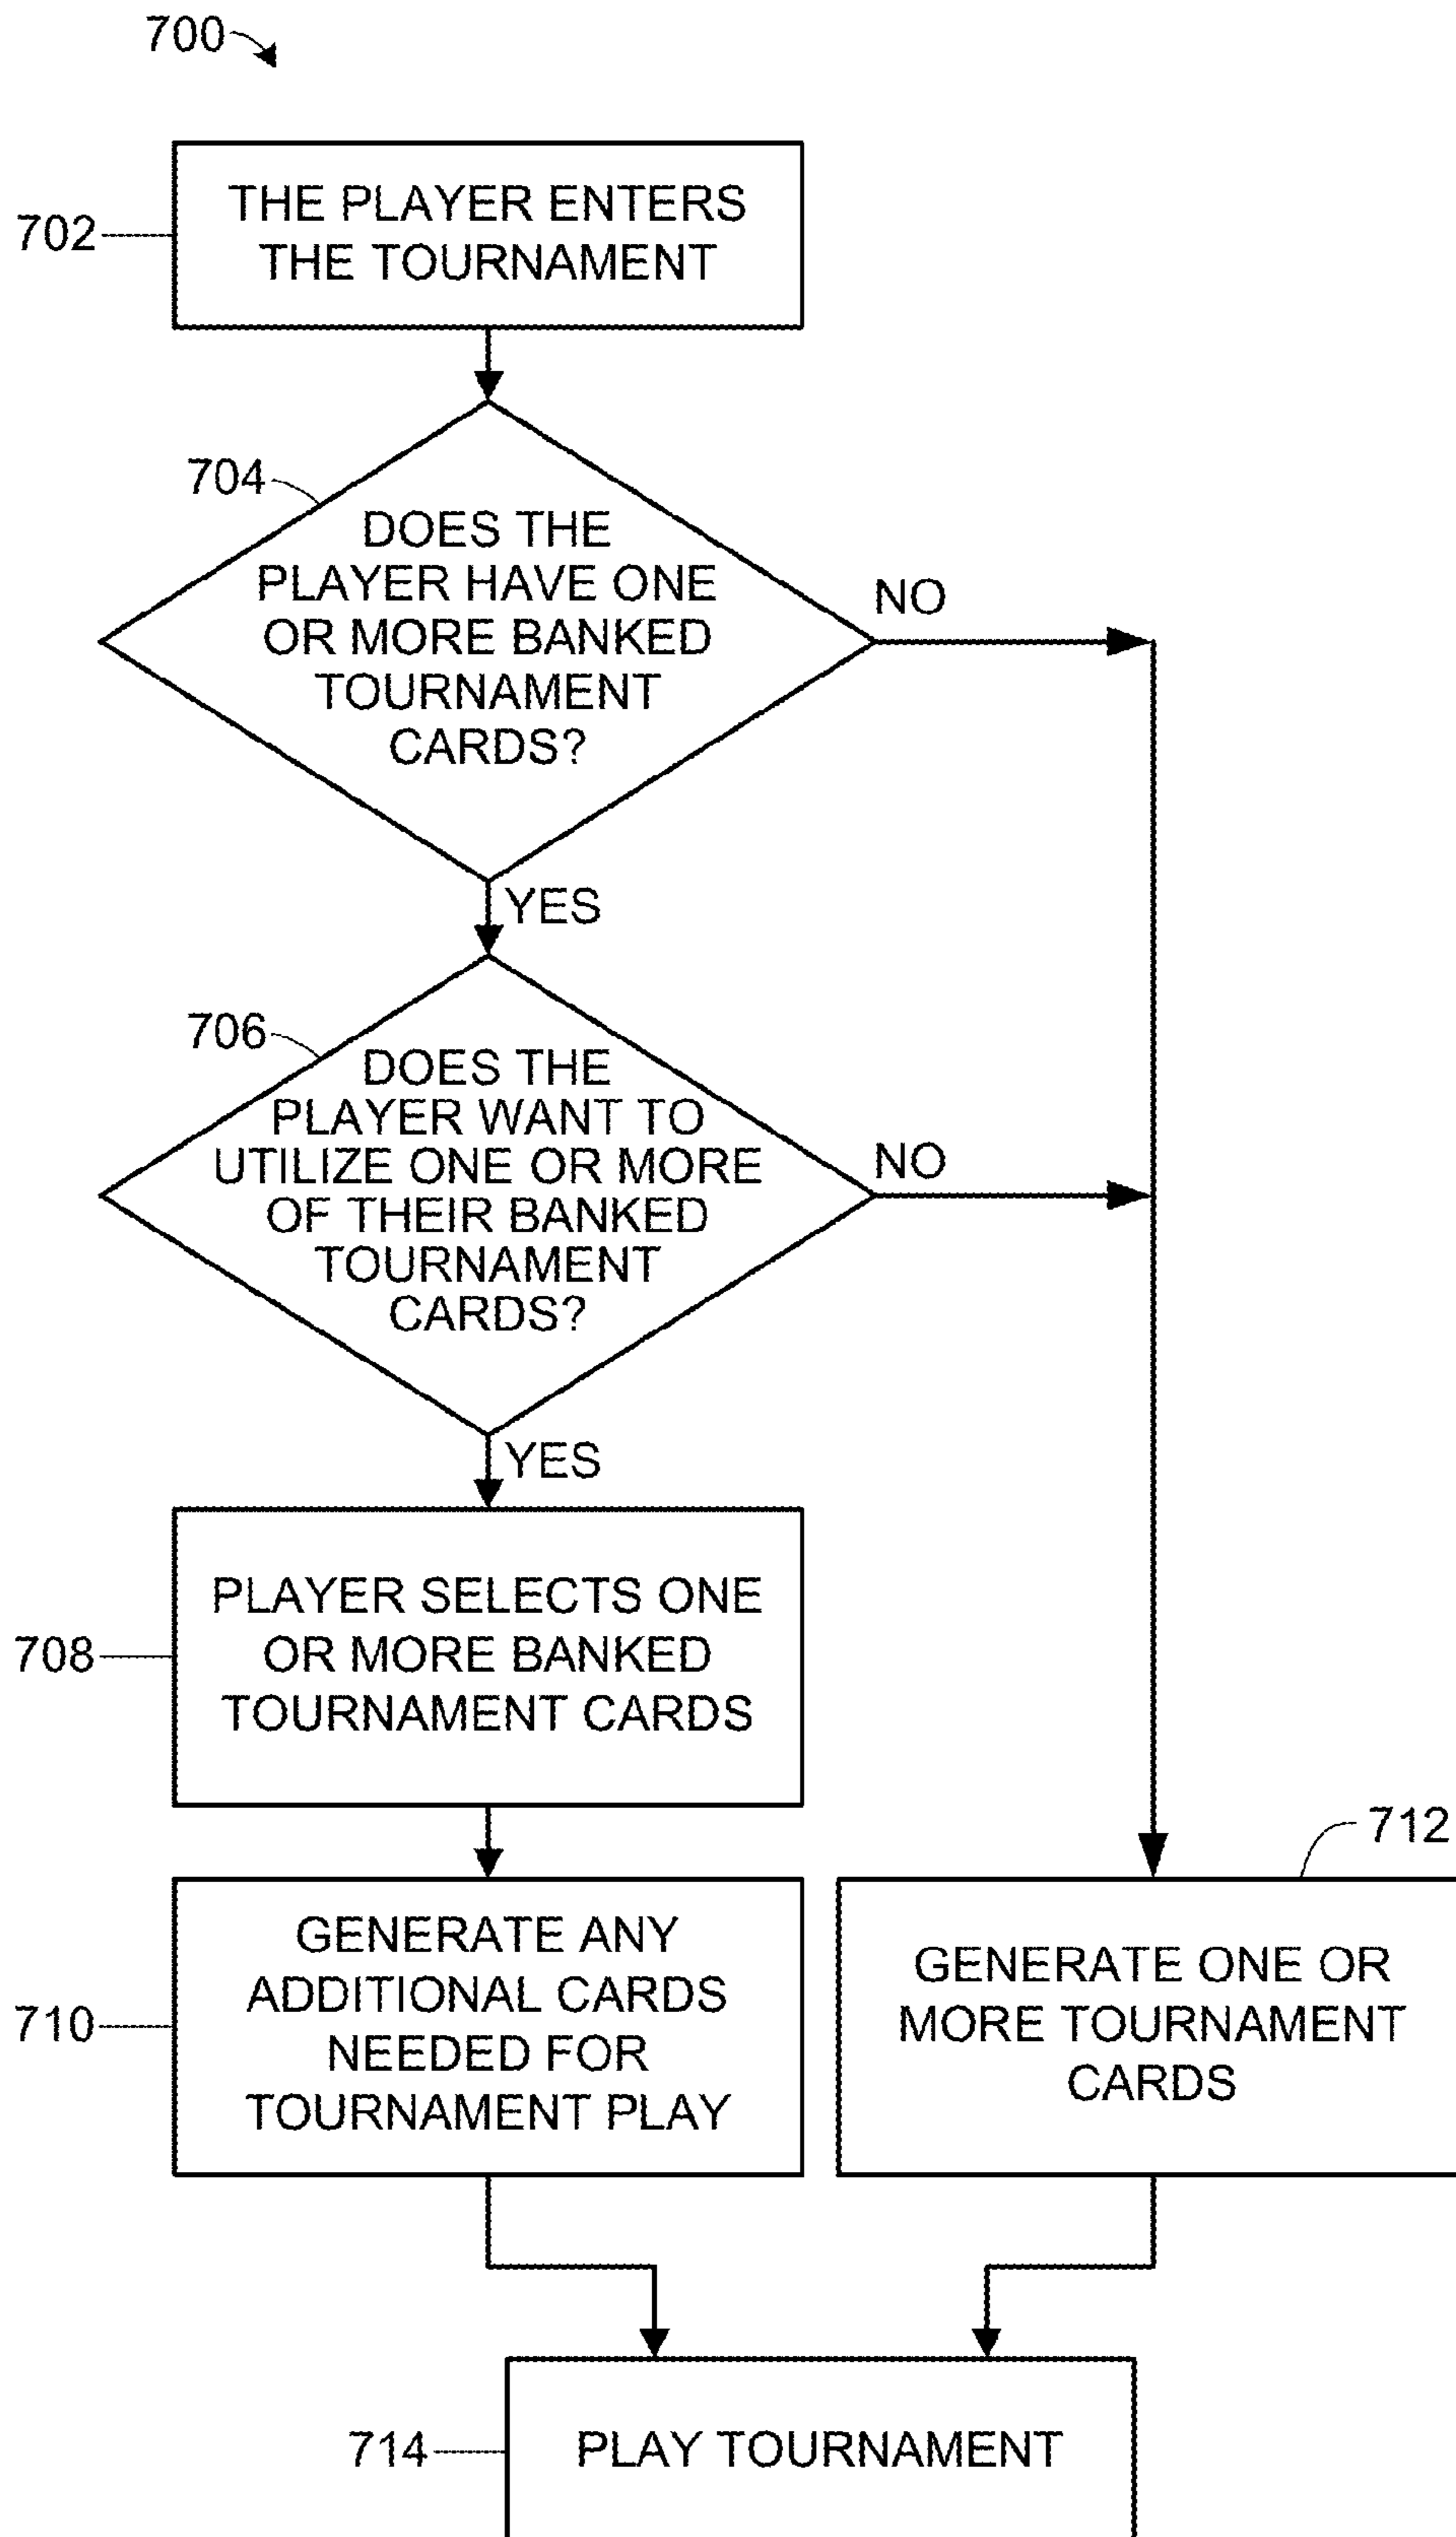 700
702
THE PLAYER ENTERS
THE TOURNAMENT
704
DOES THE
PLAYER HAVE ONE
OR MORE BANKED
TOURNAMENT
CARDS?
NO
YES
706
DOES THE
PLAYER WANT TO
UTILIZE ONE OR MORE
OF THEIR BANKED
TOURNAMENT
CARDS?
NO
YES
708
PLAYER SELECTS ONE
OR MORE BANKED
TOURNAMENT CARDS
710
GENERATE ANY
ADDITIONAL CARDS
NEEDED FOR
TOURNAMENT PLAY
712
GENERATE ONE OR
MORE TOURNAMENT
CARDS
714
PLAY TOURNAMENT